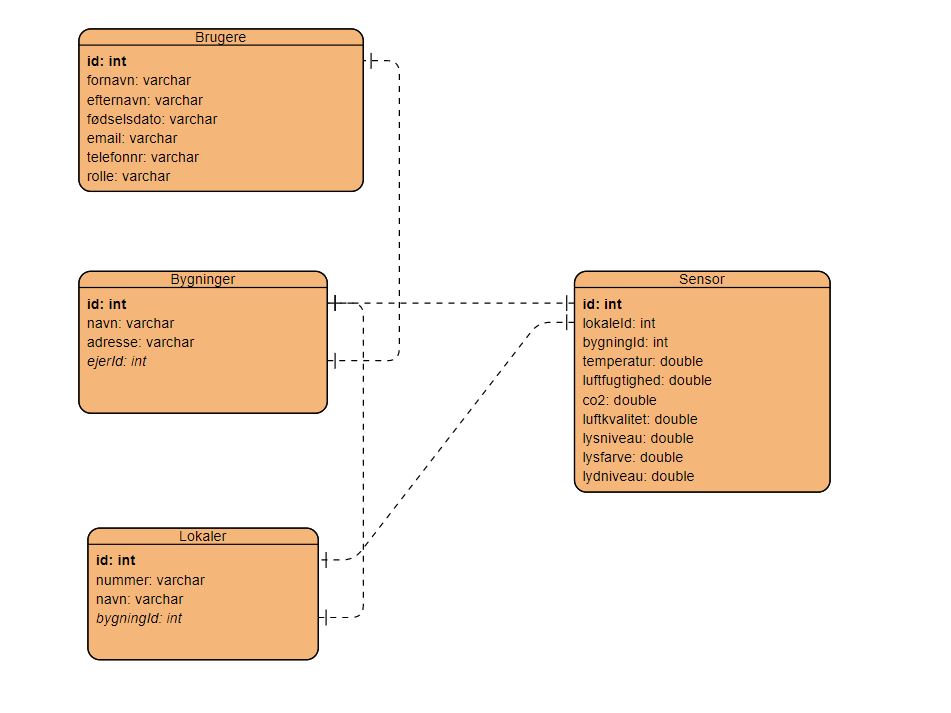 Brugere
id: int
fornavn: varchar
efternavn: varchar
fødselsdato: varchar
email: varchar
telefonnr: varchar
rolle: varchar
Bygninger
id: int
navn: varchar
adresse: varchar
ejerId: int
Sensor
id: int
lokaleId: int
bygningId: int
temperatur: double
luftfugtighed: double
co2: double
luftkvalitet: double
lysniveau: double
lysfarve: double
lydniveau: double
Lokaler
id: int
nummer: varchar
navn: varchar
bygningId: int